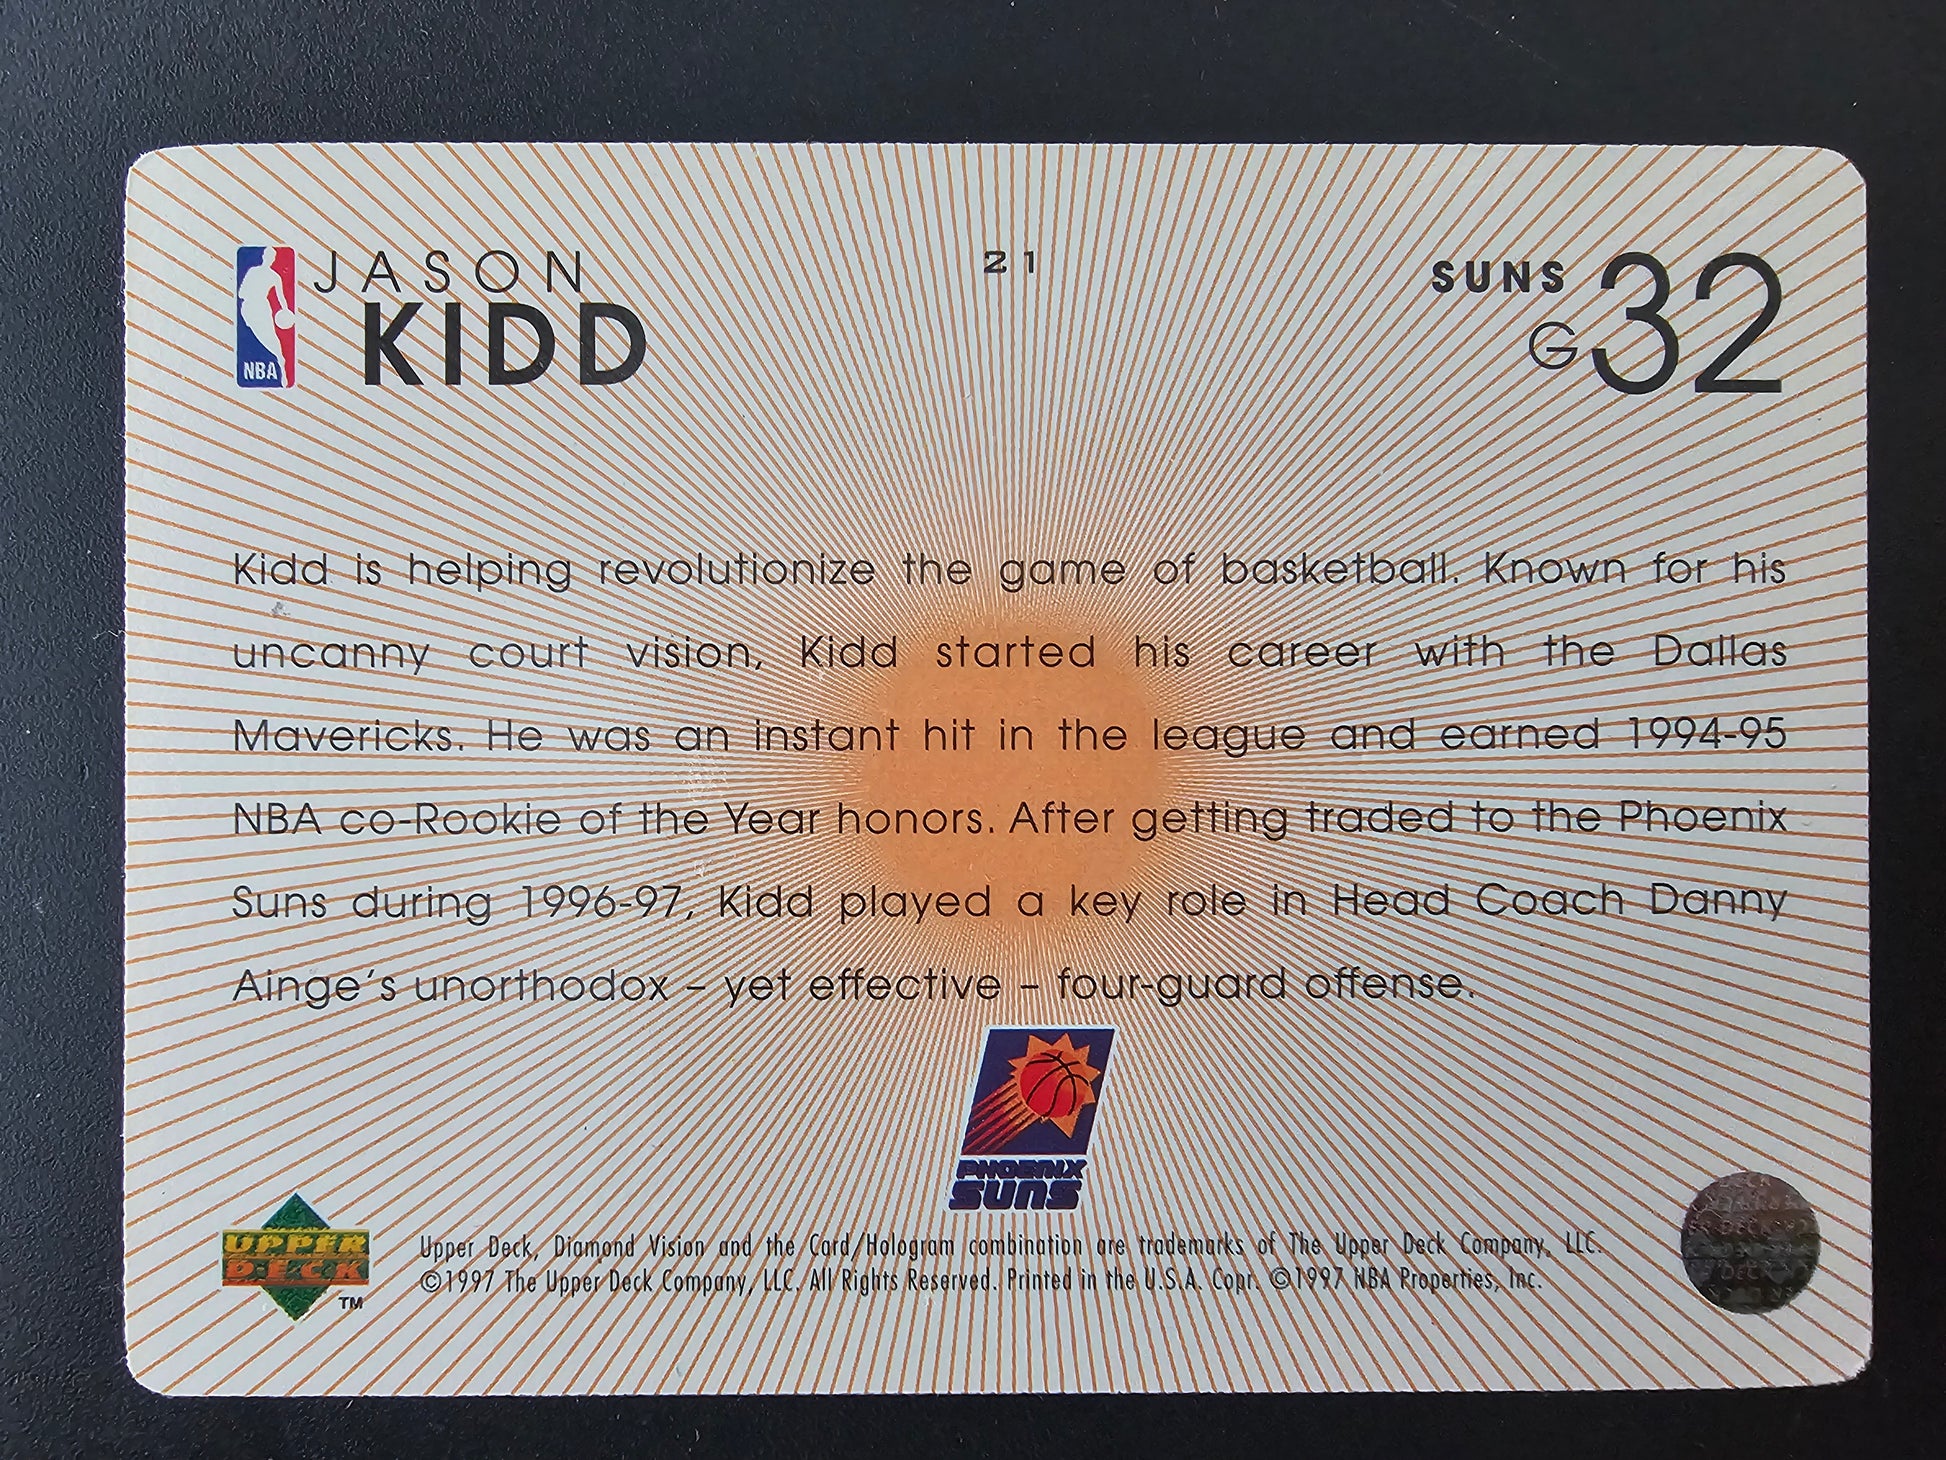 JASON
KIDD
NBA
21
SUNS
G 32
Kidd is helping revolutionize the game of basketball. Known for his
uncanny court vision, Kidd started his career with the Dallas
Mavericks. He was an instant hit in the league and earned 1994-95
NBA co-Rookie of the Year honors. After getting traded to the Phoenix
Suns during 1996-97, Kidd played a key role in Head Coach Danny
Ainge's unorthodox – yet effective – four-guard offense.
PHOENIX
SUNS
UPPER
DECK
TM
Upper Deck, Diamond Vision and the Card/Hologram combination are trademarks of The Upper Deck Company, LLC.
©1997 The Upper Deck Company, LLC. All Rights Reserved. Printed in the U.S.A. Copr. ©1997 NBA Properties, Inc.